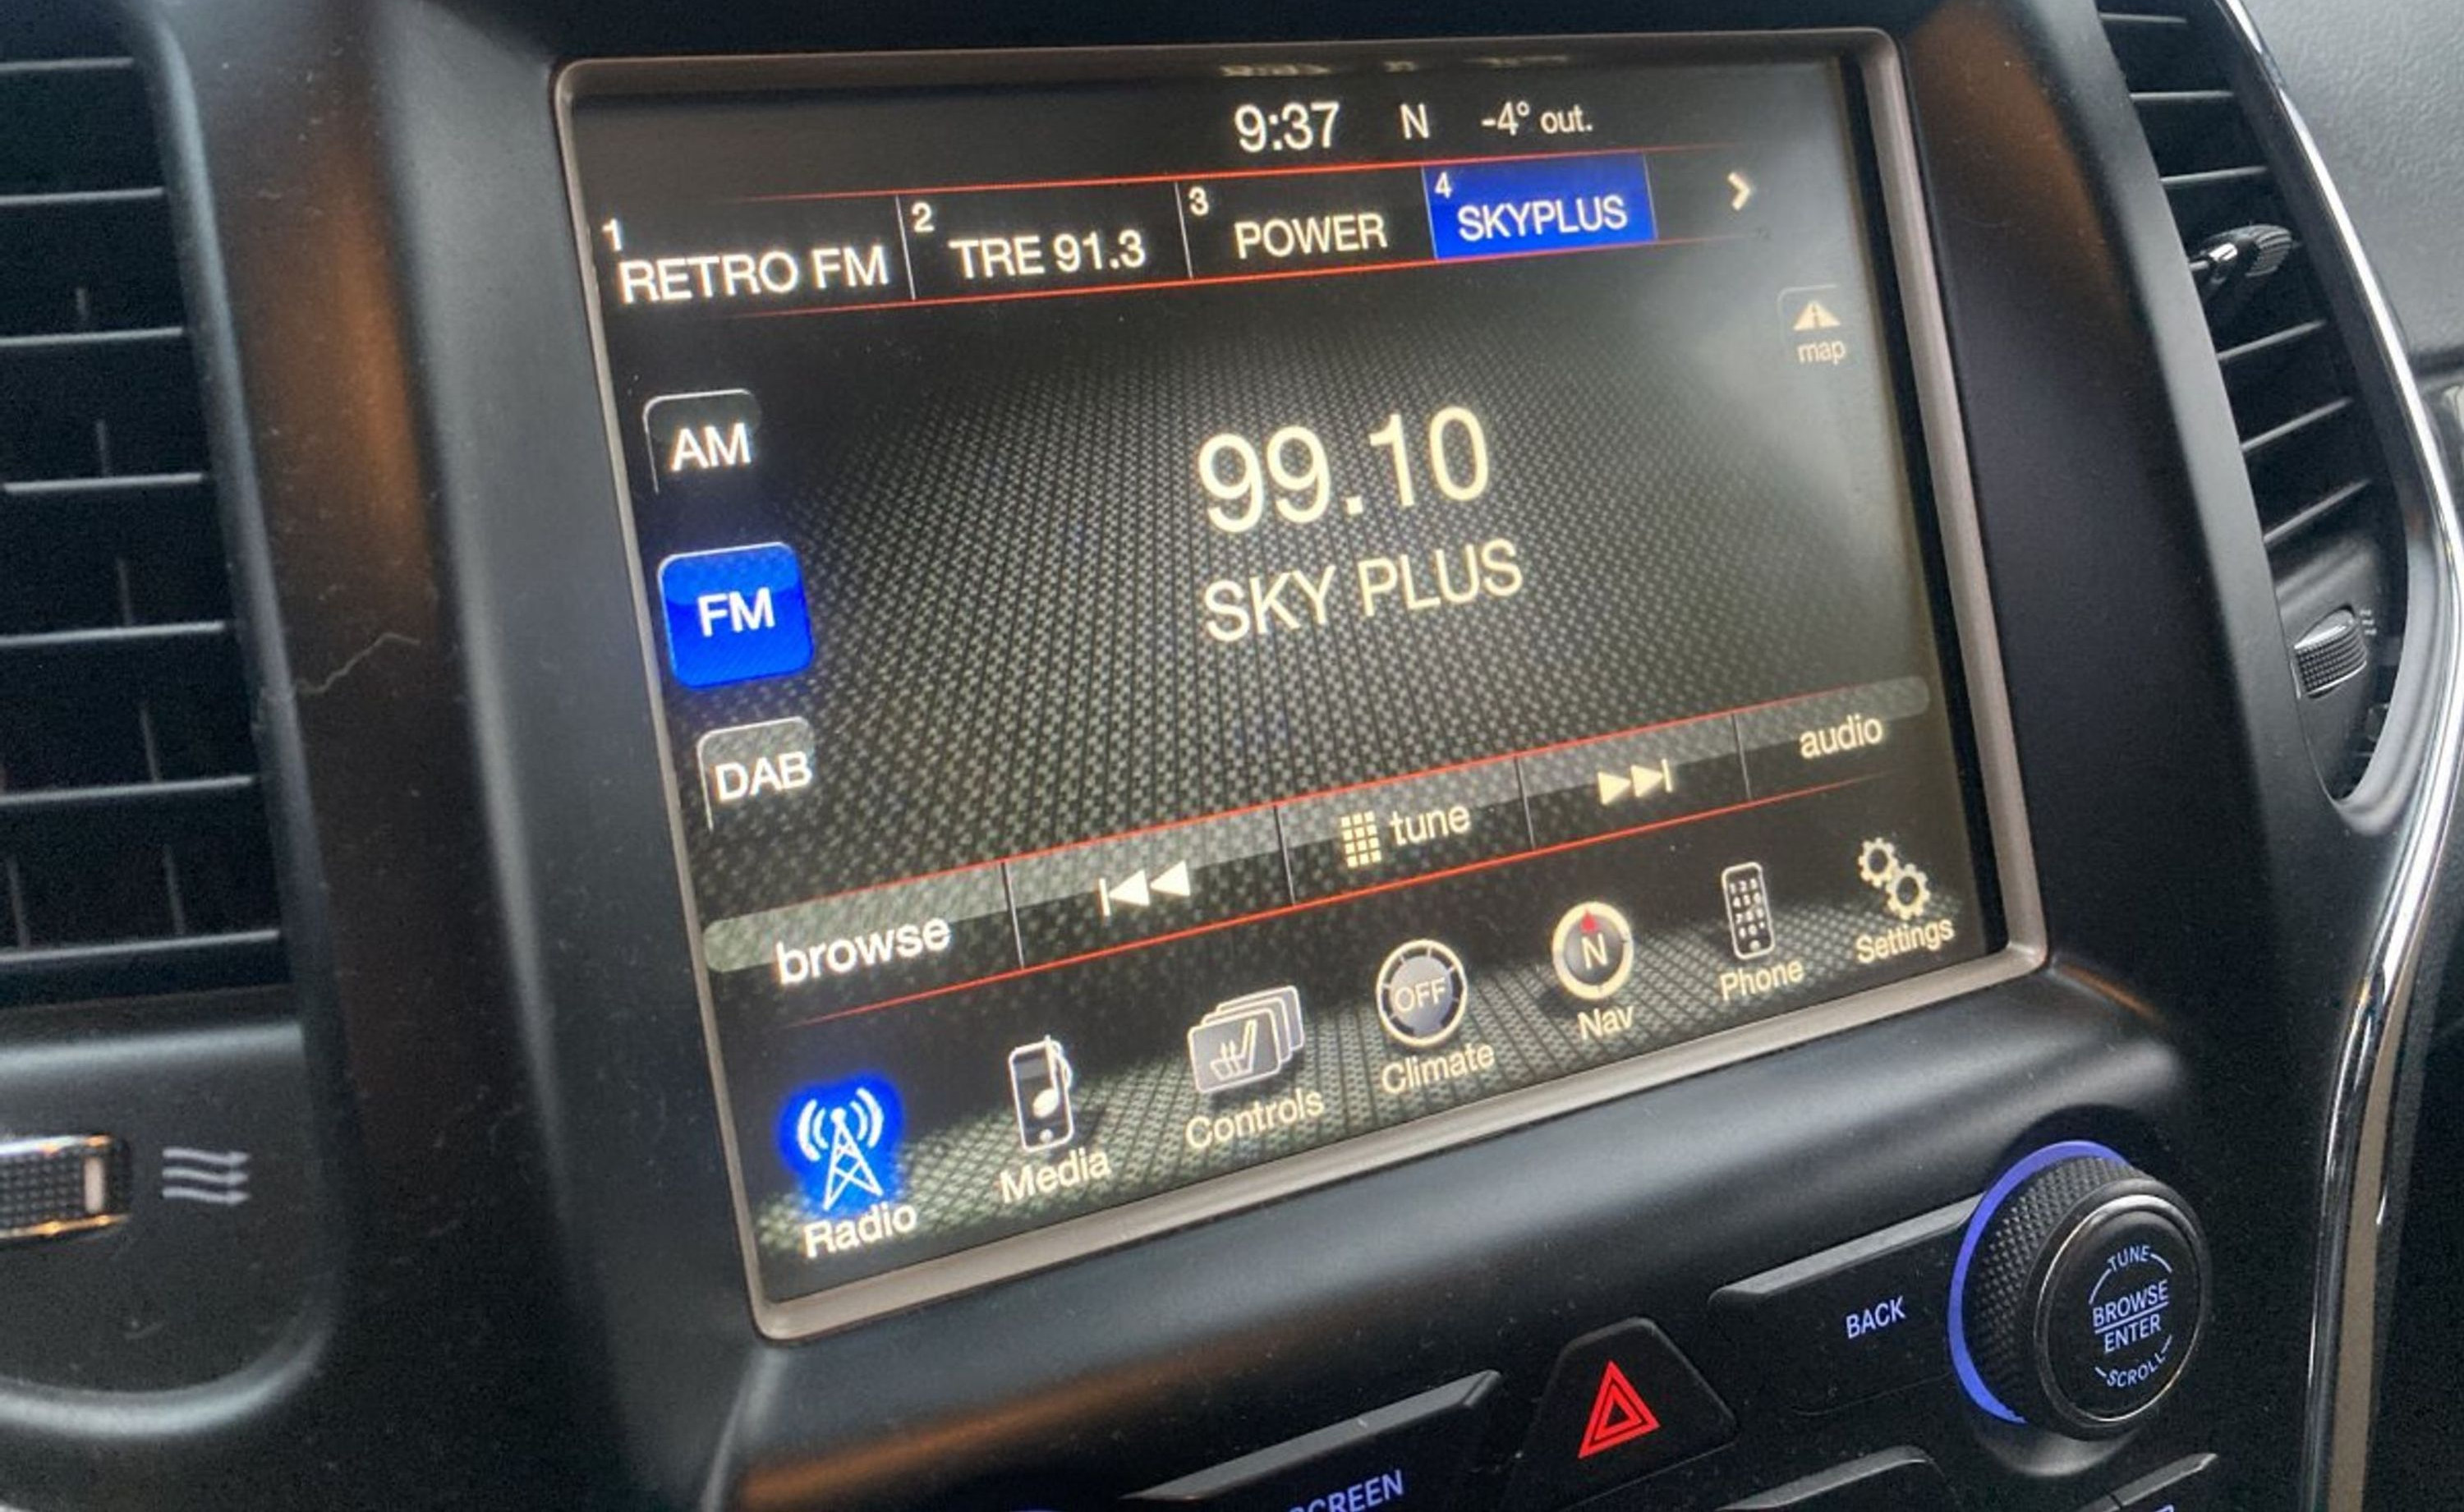 9:37 N -4° out.
1 RETRO FM 2 TRE 91.3 3 POWER 4 SKYPLUS
map
AM
99.10
FM
SKY PLUS
DAB
browse tune audio
Radio Media Controls OFF Climate N Nav Phone Settings
BACK
TUNE
BROWSE
ENTER
SCROLL
SCREEN